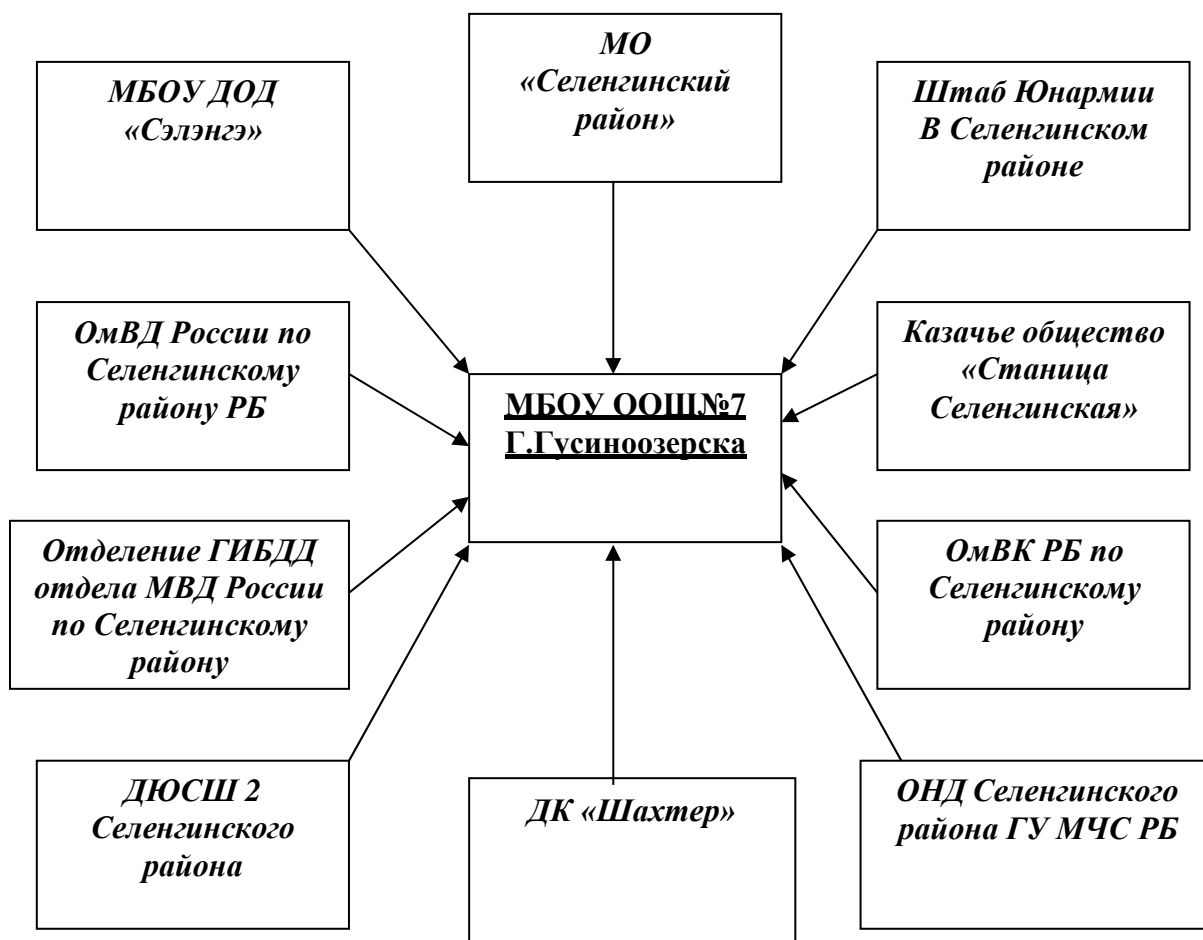 МБОУ ДОД
«Сэлэнгэ»
МО
«Селенгинский
район»
Штаб Юнармии
В Селенгинском
районе
ОмВД России по
Селенгинскому
району РБ
МБОУ ООШ№7
Г.Гусиноозерска
Казачье общество
«Станица
Селенгинская»
Отделение ГИБДД
отдела МВД России
по Селенгинскому
району
ОмВК РБ по
Селенгинскому
району
ДЮСШ 2
Селенгинского
района
ДК «Шахтер»
ОНД Селенгинского
района ГУ МЧС РБ